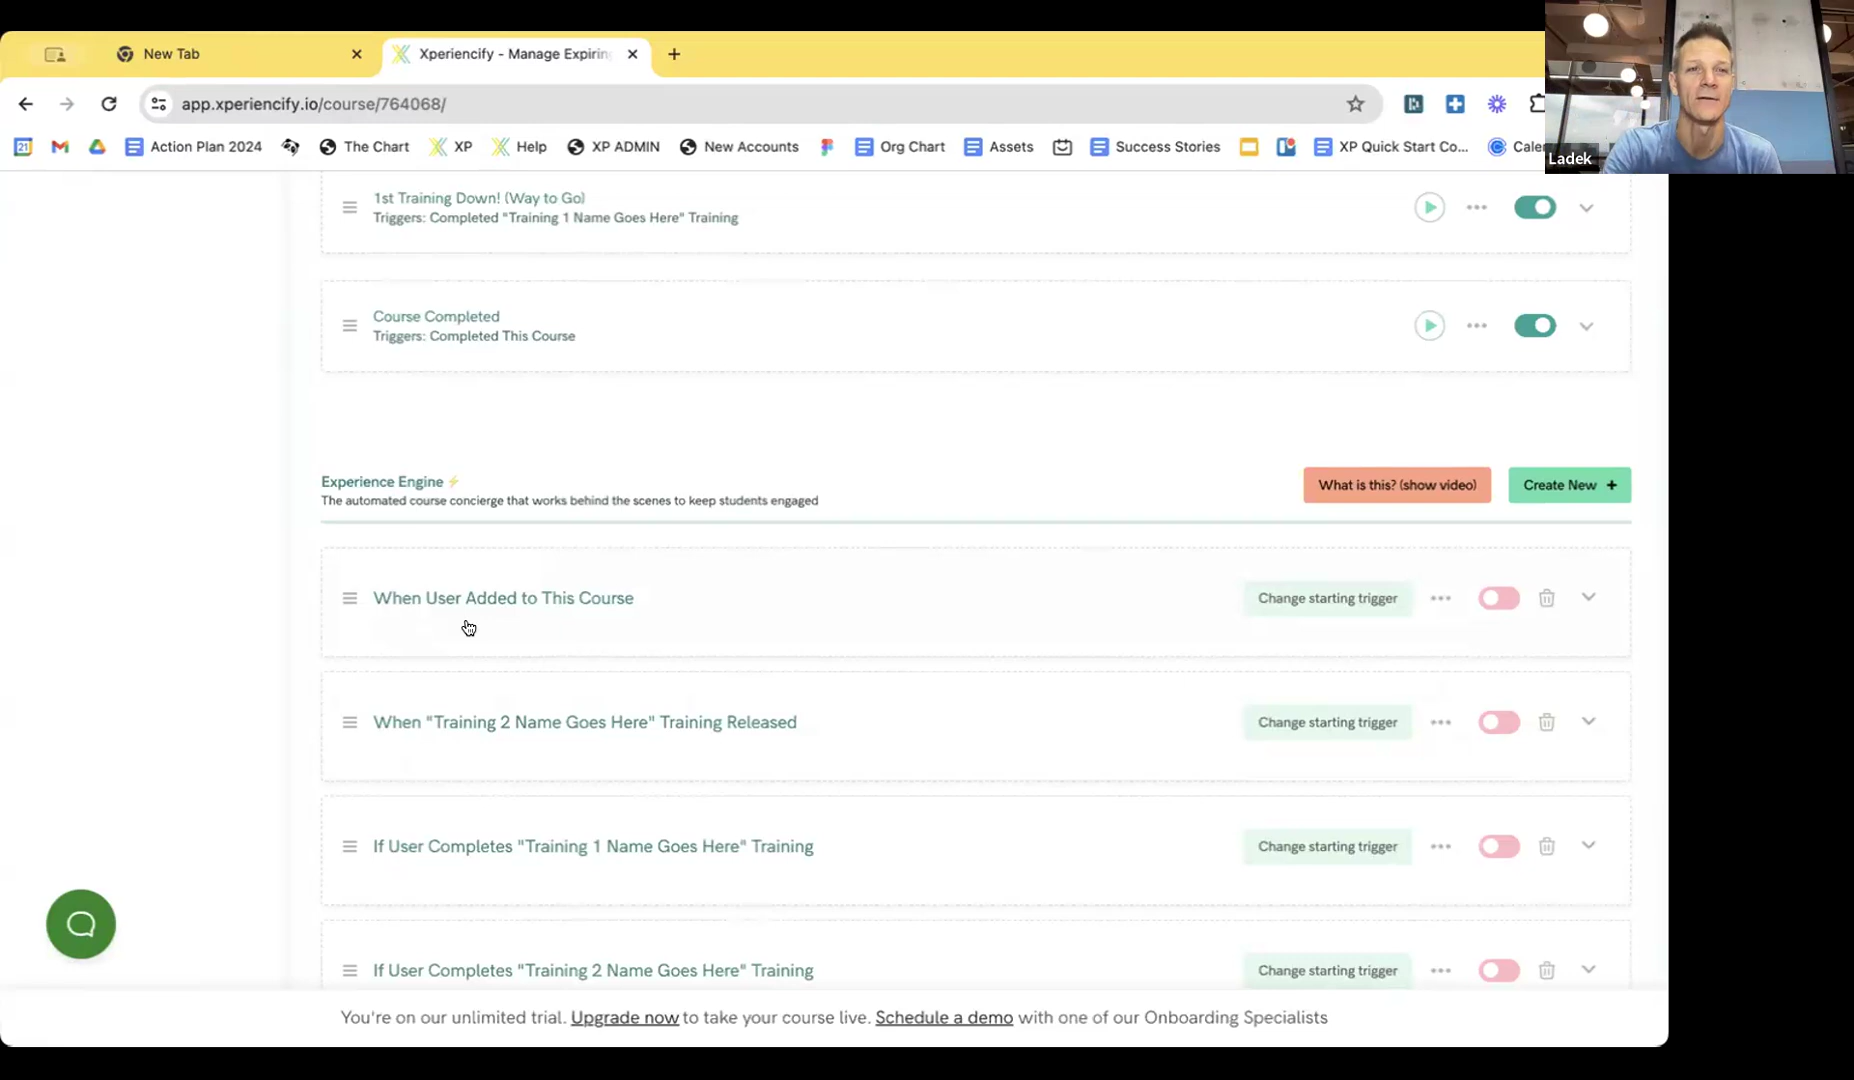 New Tab
Xperiencify - Manage Expirin
app.xperiencify.io/course/764068/
21
Action Plan 2024
The Chart
XP
Help
XP ADMIN
New Accounts
Org Chart
Assets
Success Stories
XP Quick Start Co...
Caler
Ladek
1st Training Down! (Way to Go)
Triggers: Completed "Training 1 Name Goes Here" Training
Course Completed
Triggers: Completed This Course
Experience Engine ⚡
The automated course concierge that works behind the scenes to keep students engaged
What is this? (show video)
Create New +
When User Added to This Course
Change starting trigger
When "Training 2 Name Goes Here" Training Released
Change starting trigger
If User Completes "Training 1 Name Goes Here" Training
Change starting trigger
If User Completes "Training 2 Name Goes Here" Training
Change starting trigger
You're on our unlimited trial. Upgrade now to take your course live. Schedule a demo with one of our Onboarding Specialists